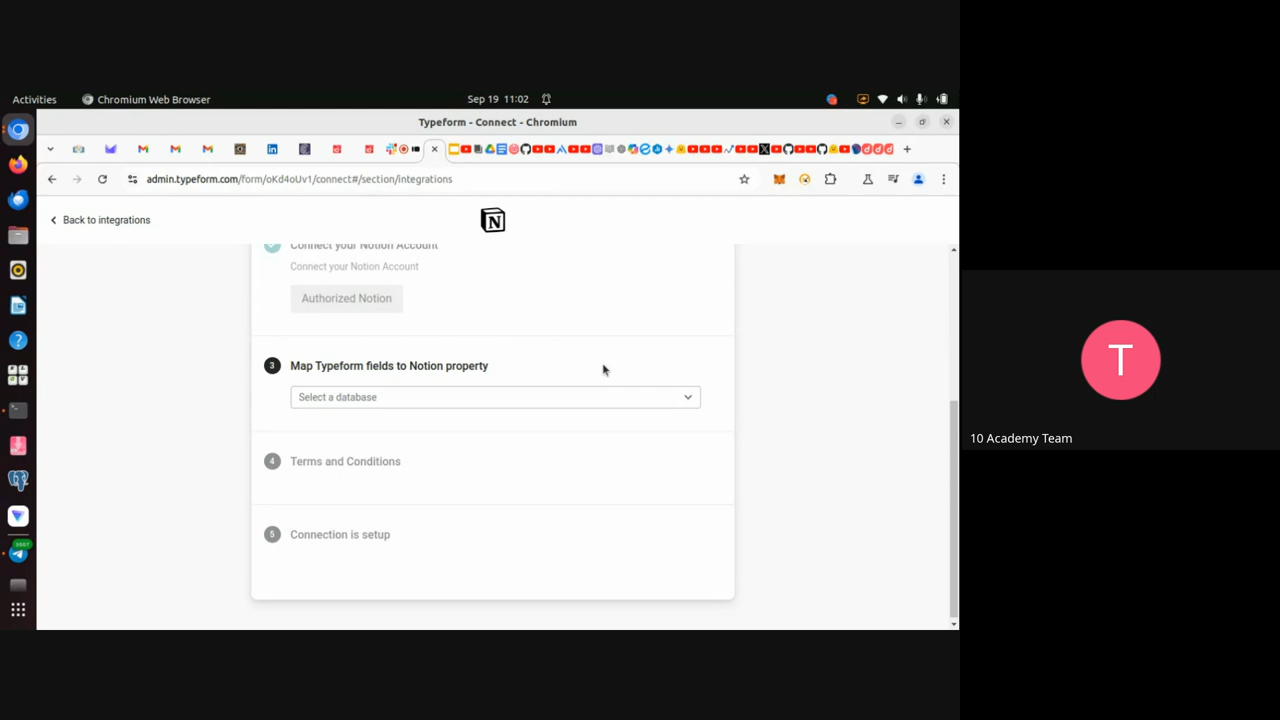 Activities
Chromium Web Browser
Sep 19 11:02
Typeform - Connect - Chromium
admin.typeform.com/form/oKd4oUv1/connect#/section/integrations
Back to integrations
N
Connect your Notion Account
Connect your Notion Account
Authorized Notion
3 Map Typeform fields to Notion property
Select a database
4 Terms and Conditions
5 Connection is setup
T
10 Academy Team